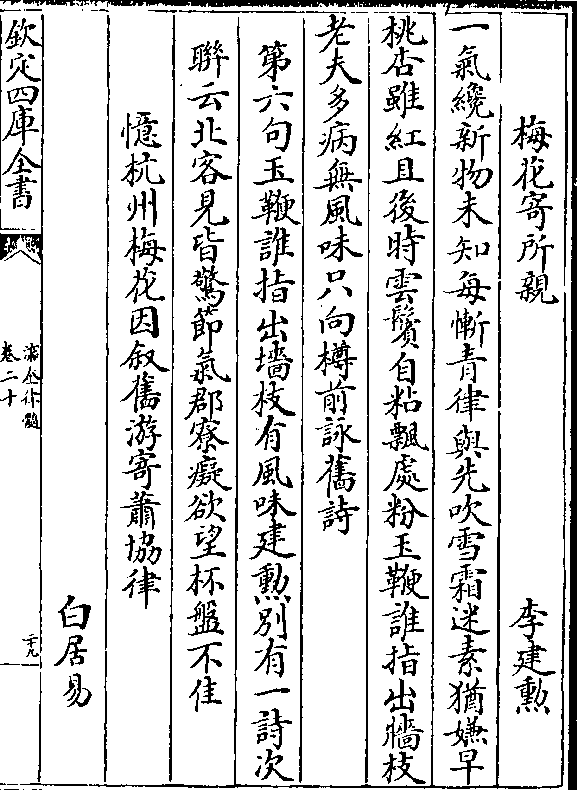 梅花寄所親
李建勲
一氣纔新物未知每慚青律與先吹雪霜迷素猶嫌早
桃杏雖紅且後時雲鬢自粘飄處粉玉鞭誰指出牆枝
老夫多病無風味只向樽前詠舊詩
第六句玉鞭誰指出墻枝有風味建勲別有一詩次
聯云北客見皆驚節氣郡寮癡欲望杯盤不佳
憶杭州梅花因叙舊游寄蕭協律
白居易
欽定四庫全書
瀛奎律髓
卷二十